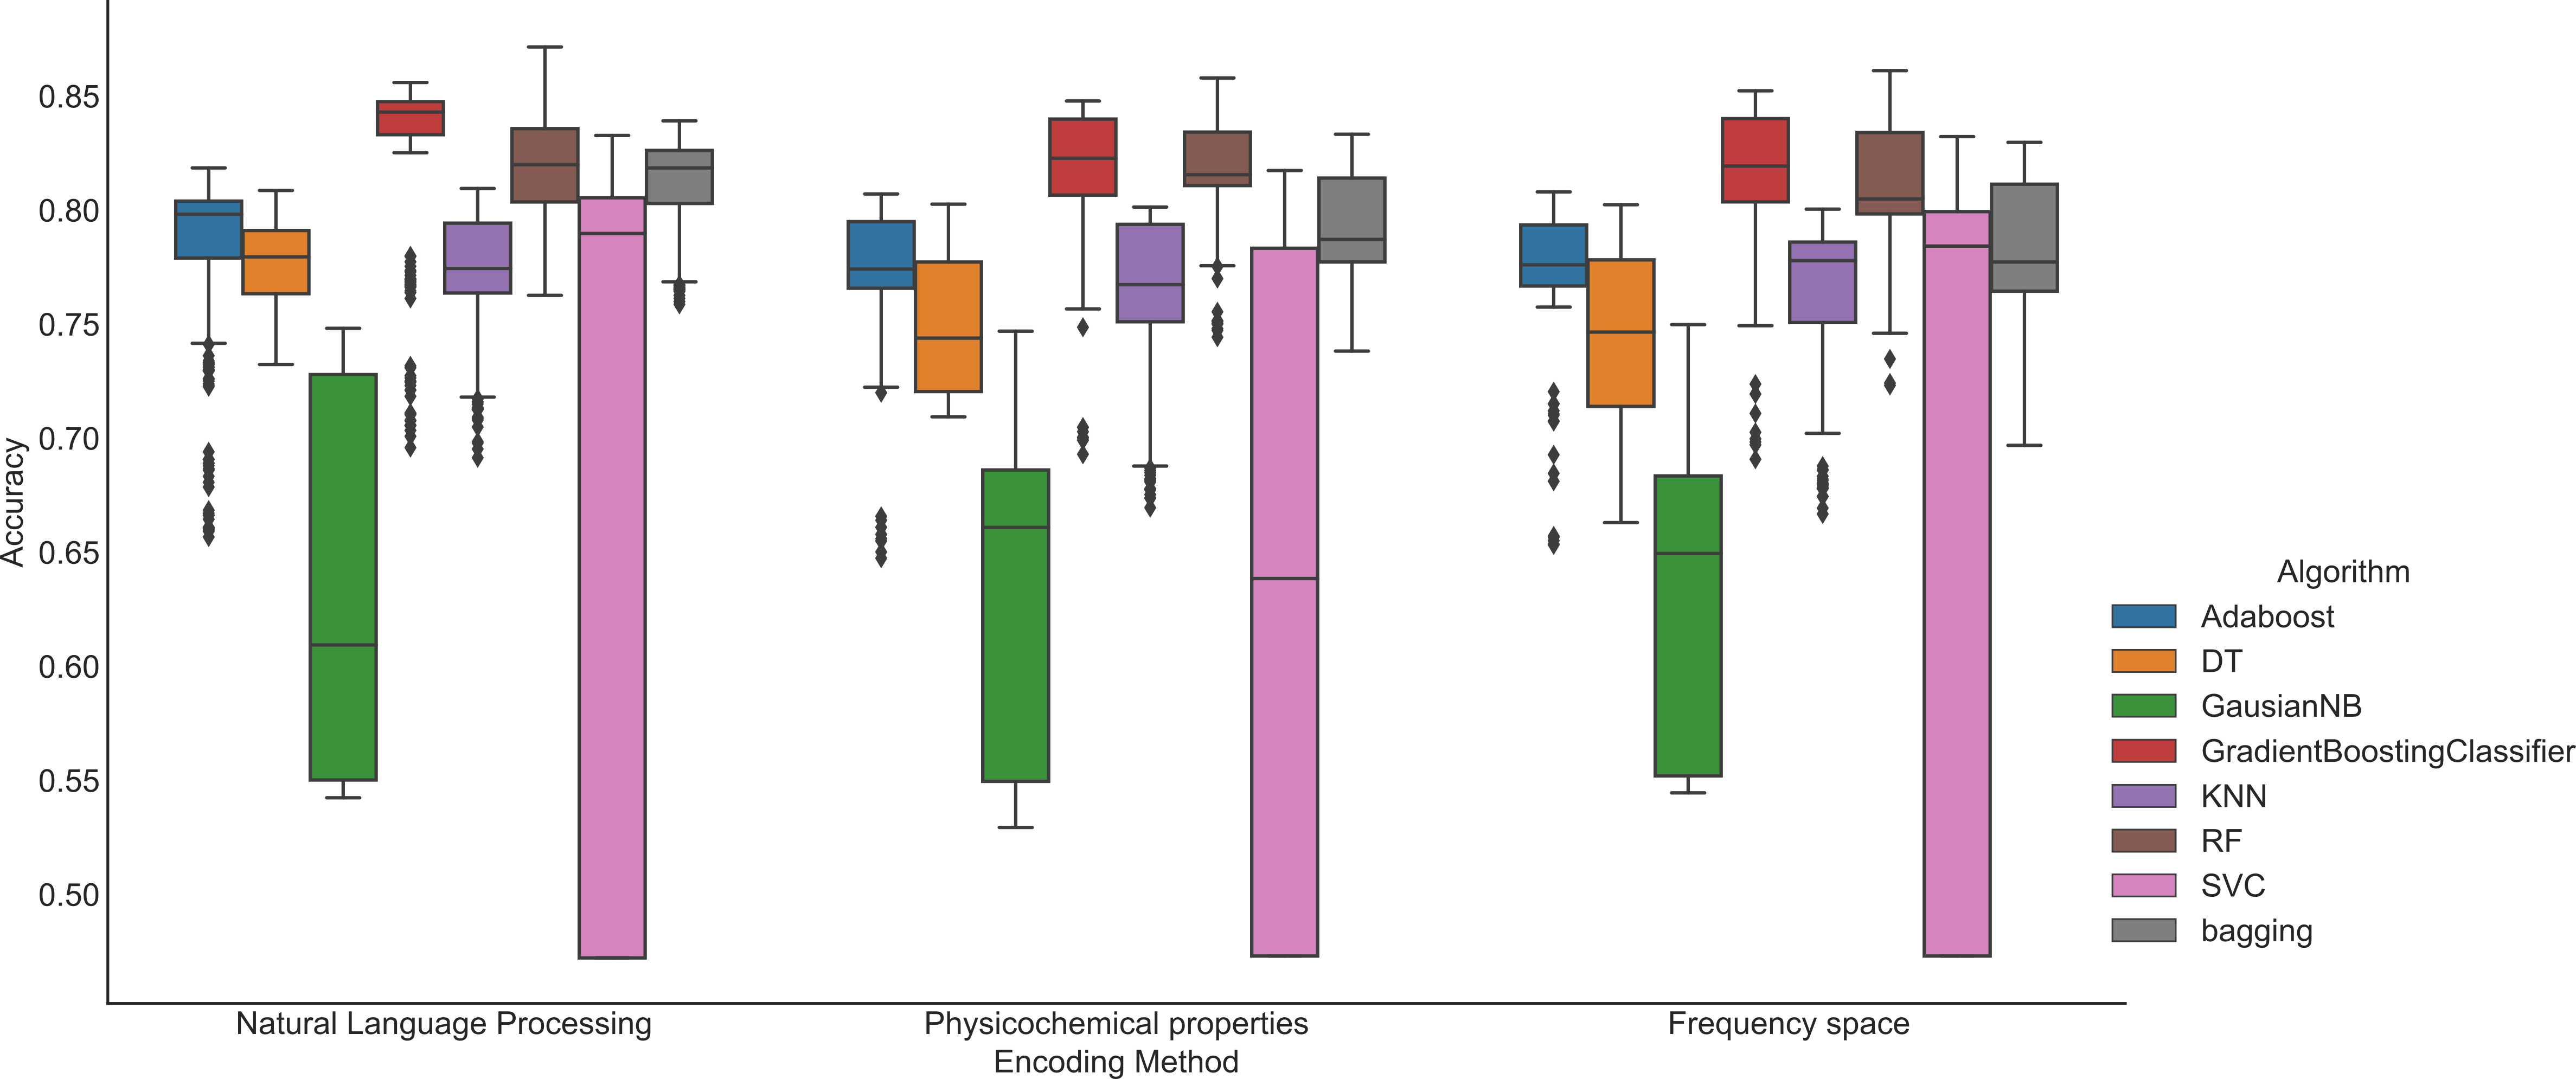 Accuracy
0.85
0.80
0.75
0.70
0.65
0.60
0.55
0.50
Natural Language Processing
Physicochemical properties
Frequency space
Encoding Method
Algorithm
Adaboost
DT
GausianNB
GradientBoostingClassifier
KNN
RF
SVC
bagging